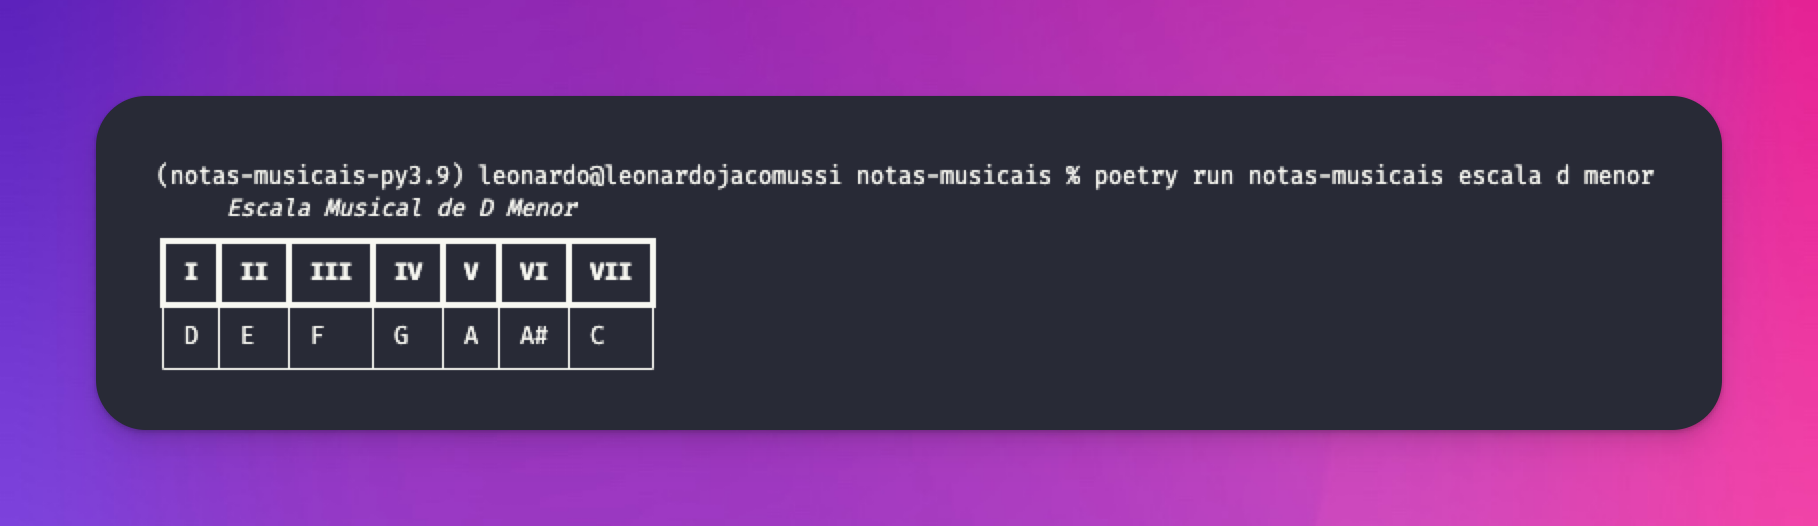 (notas-musicais-py3.9) leonardo@leonardojacomussi notas-musicais % poetry run notas-musicais escala d menor
Escala Musical de D Menor
I II III IV V VI VII
D E F G A A# C